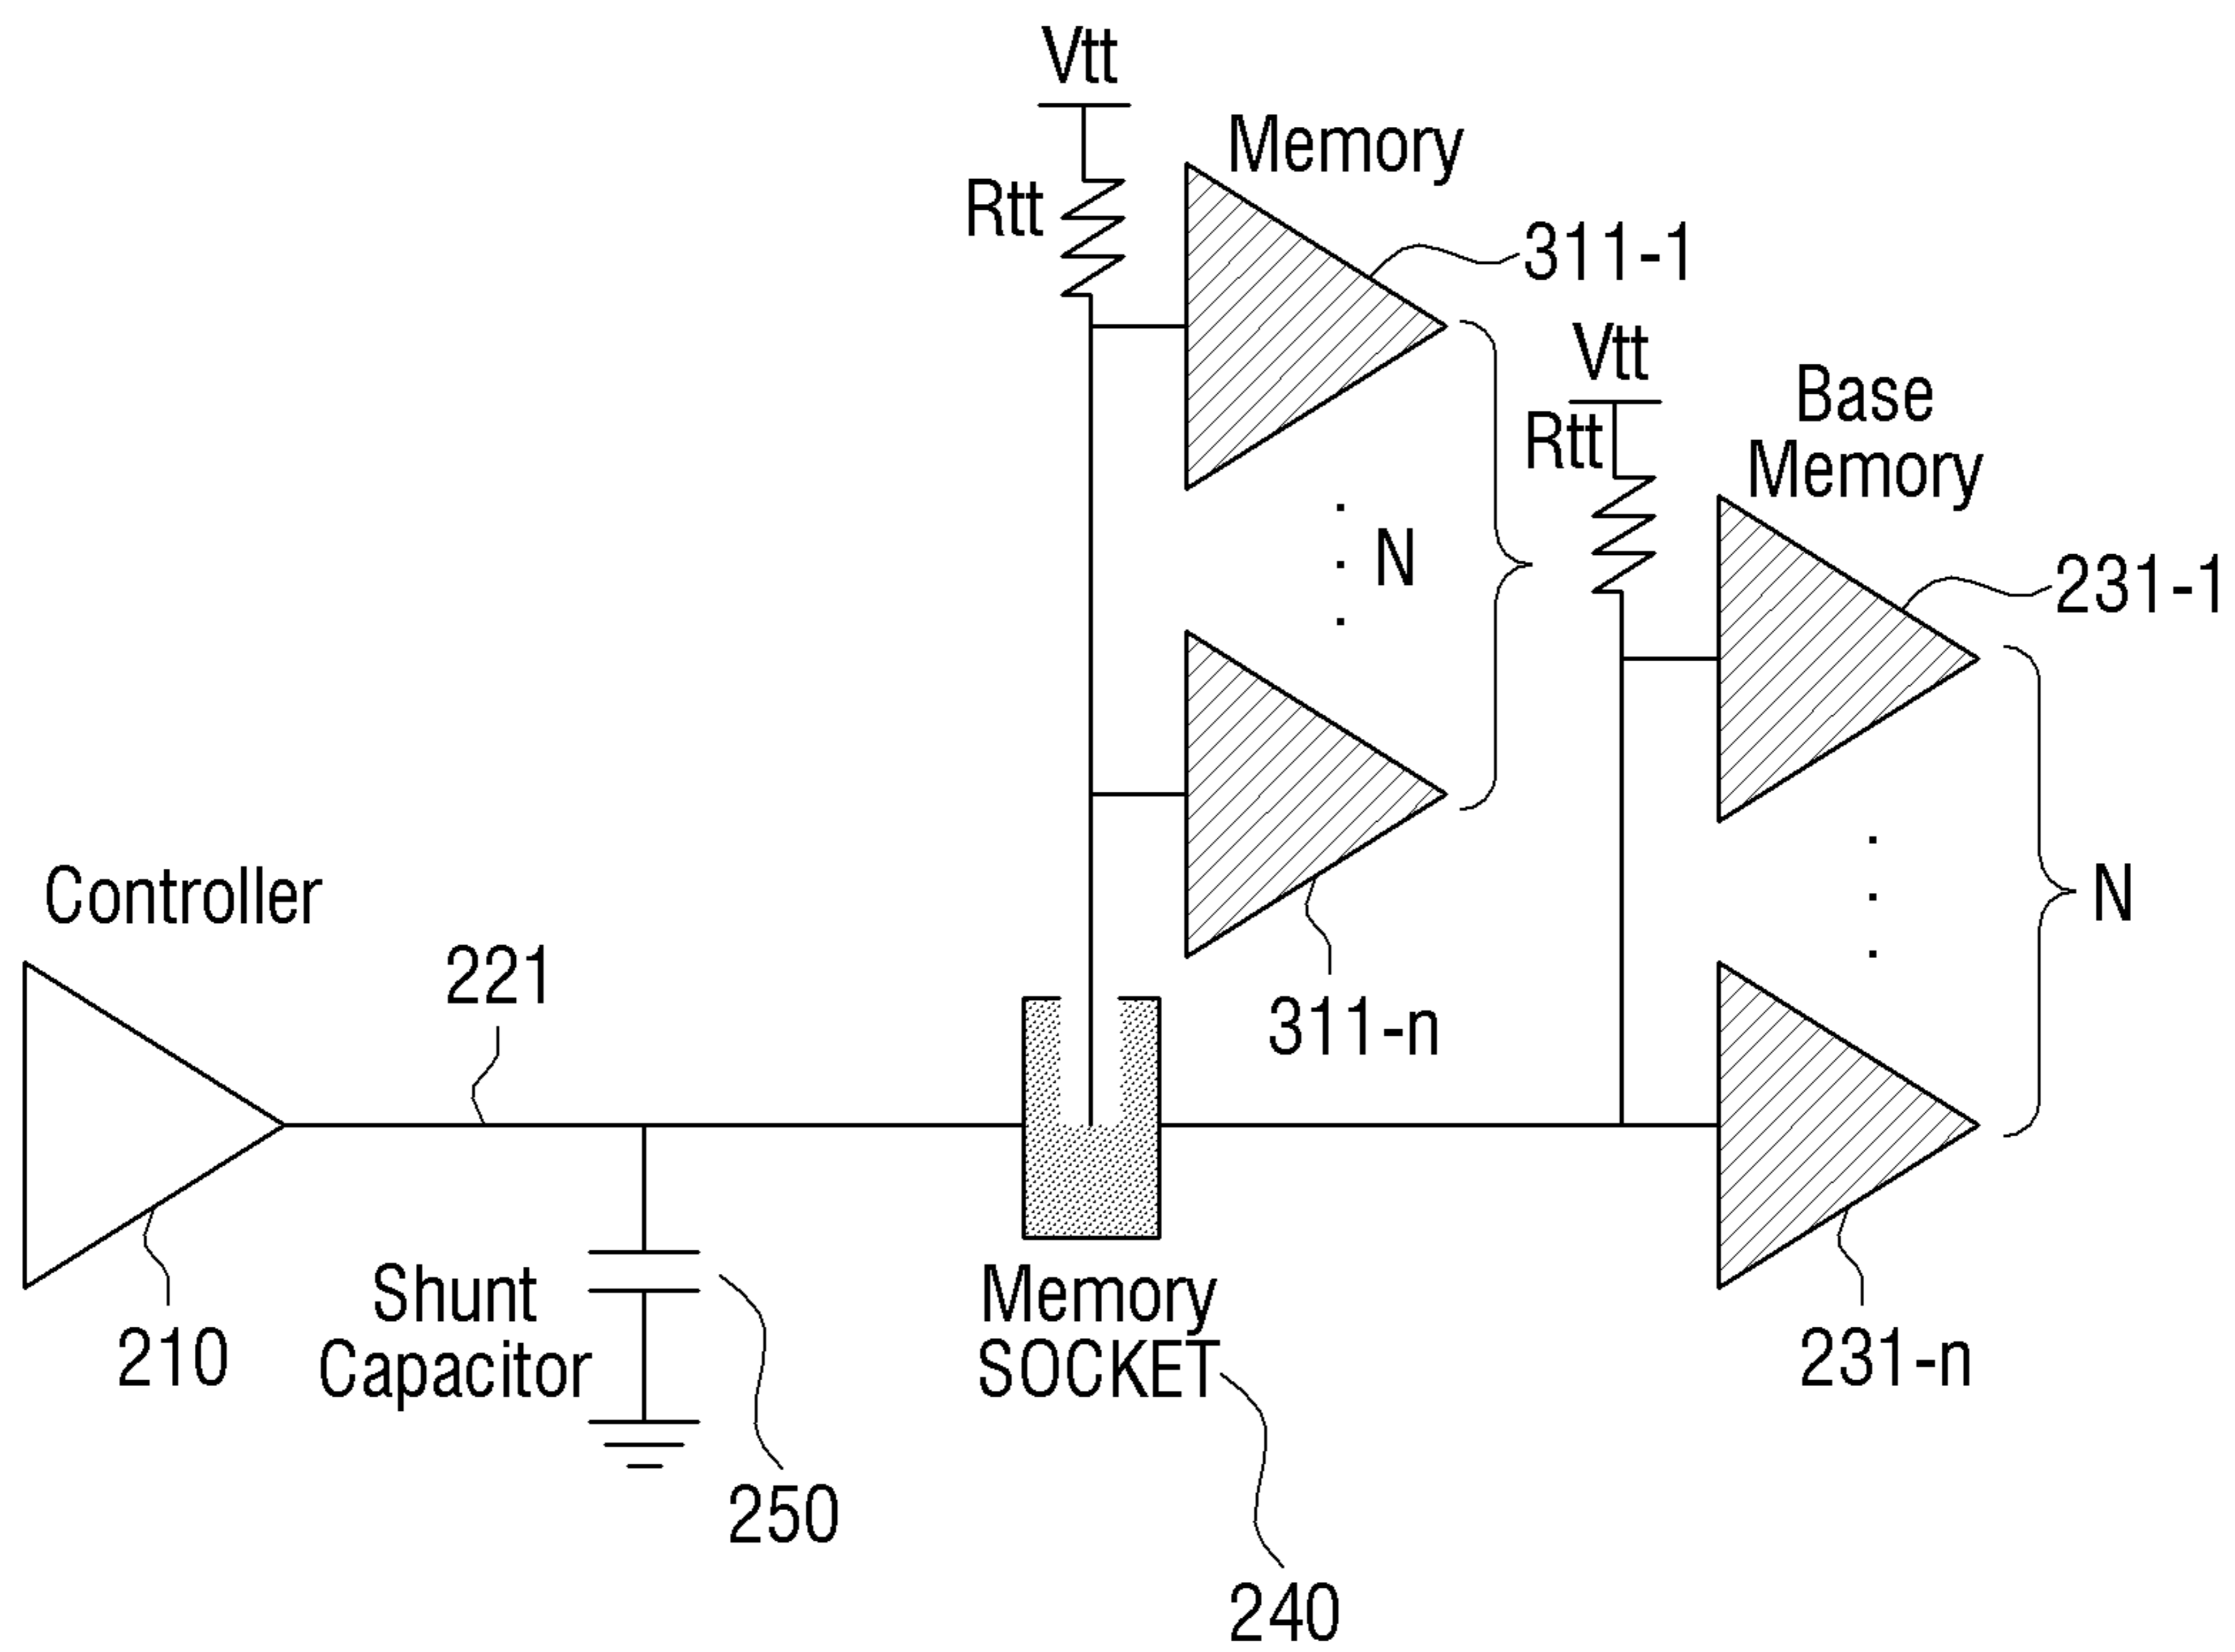 Vtt
Memory
Rtt
311-1
Vtt
Base
Memory
Rtt
N
231-1
Controller
N
221
311-n
Shunt
Capacitor
Memory
SOCKET
210
231-n
250
240